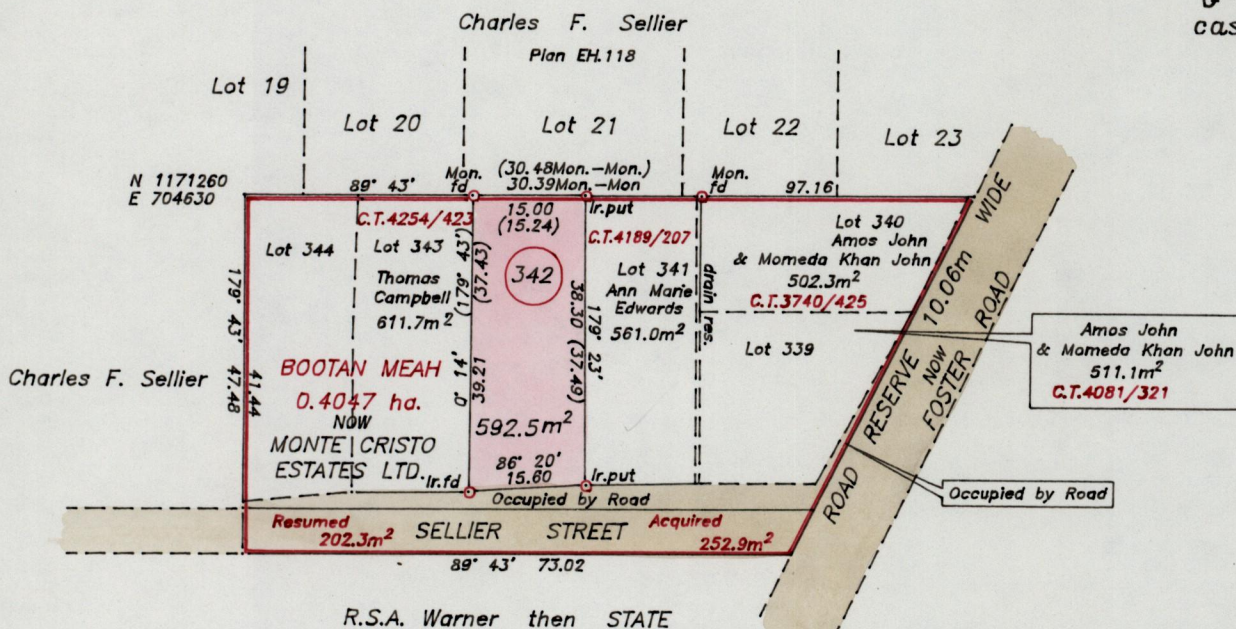 cas
Charles F. Sellier
Plan EH.118
Lot 19
Lot 20
Lot 21
Lot 22
Lot 23
N 1171260
E 704630
89° 43'
Mon.
fd
(30.48Mon.-Mon.)
30.39Mon.-Mon
Mon.
fd
97.16
15.00
(15.24)
Ir.put
C.T.4254/423
C.T.4189/207
Lot 344
Lot 343
Thomas
Campbell
611.7m²
(179° 43')
(37.43)
0° 14'
39.21
342
592.5m²
38.30 (37.49)
179° 23'
Lot 341
Ann Marie
Edwards
561.0m²
drain res.
Lot 340
Amos John
& Momeda Khan John
502.3m²
C.T.3740/425
Lot 339
Amos John
& Momeda Khan John
511.1m²
C.T.4081/321
179° 43'
47.48
41.44
Charles F. Sellier
BOOTAN MEAH
0.4047 ha.
NOW
MONTE CRISTO
ESTATES LTD.
Ir.fd
86° 20'
15.60
Ir.put
Occupied by Road
Resumed
202.3m²
SELLIER STREET
Acquired
252.9m²
89° 43' 73.02
ROAD RESERVE 10.06m WIDE
NOW
FOSTER ROAD
Occupied by Road
R.S.A. Warner then STATE